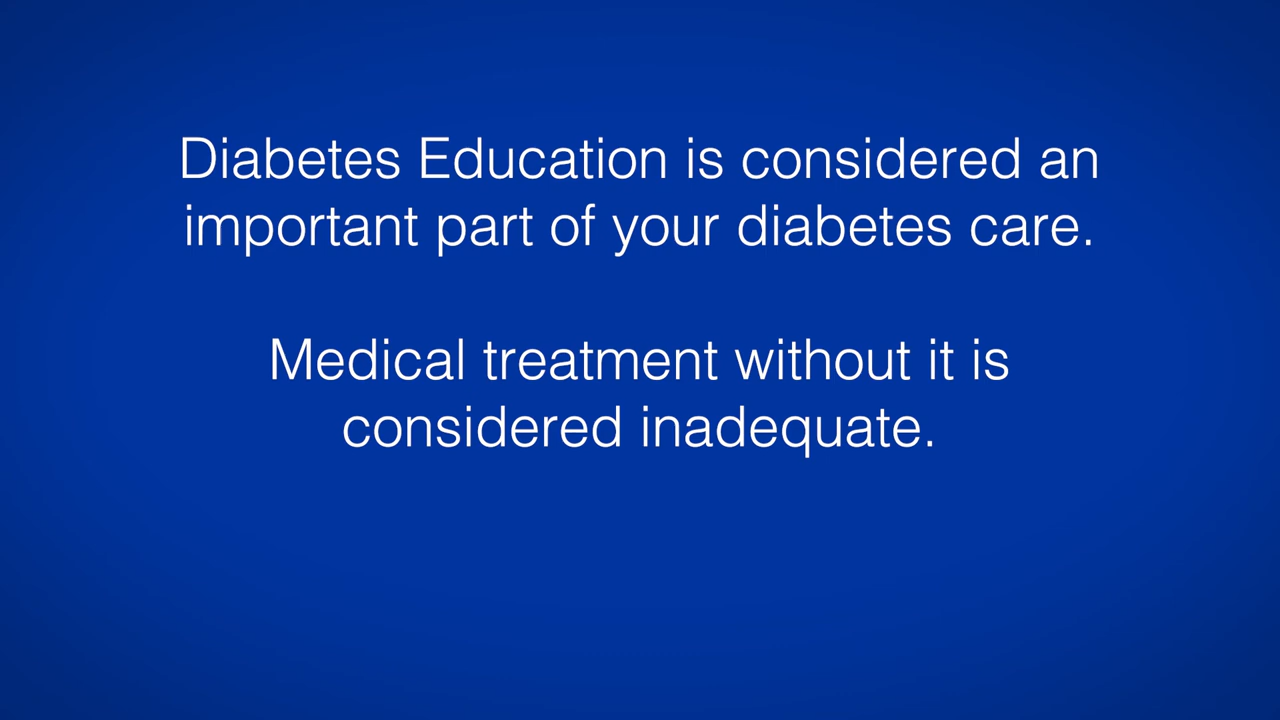 Diabetes Education is considered an
important part of your diabetes care.
Medical treatment without it is
considered inadequate.